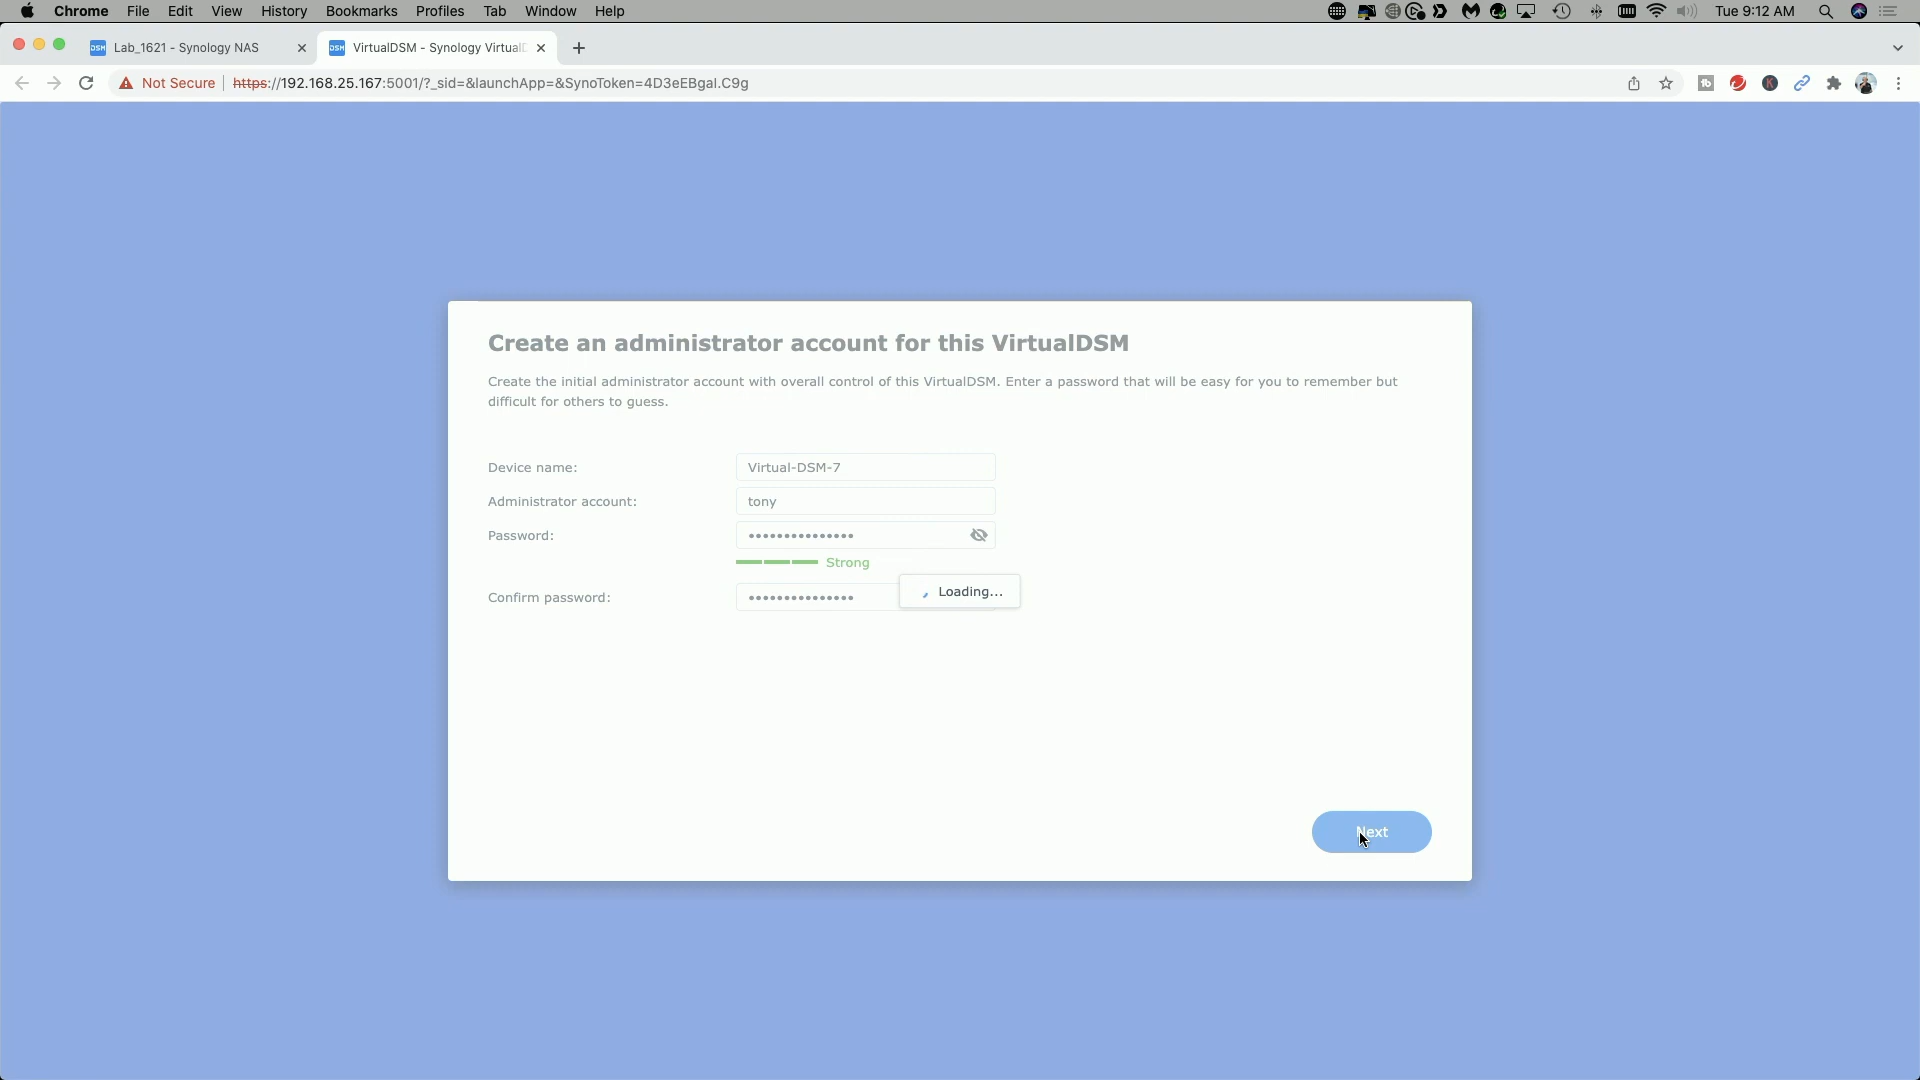 Chrome File Edit View History Bookmarks Profiles Tab Window Help Tue 9:12 AM
DSM Lab_1621 - Synology NAS DSM VirtualDSM - Synology Virtual
Not Secure https://192.168.25.167:5001/?_sid=&launchApp=&SynoToken=4D3eEBgal.C9g
Create an administrator account for this VirtualDSM
Create the initial administrator account with overall control of this VirtualDSM. Enter a password that will be easy for you to remember but
difficult for others to guess.
Device name: Virtual-DSM-7
Administrator account: tony
Password: •••••••••••••••
Strong
Confirm password: •••••••••••••••
Loading...
Next